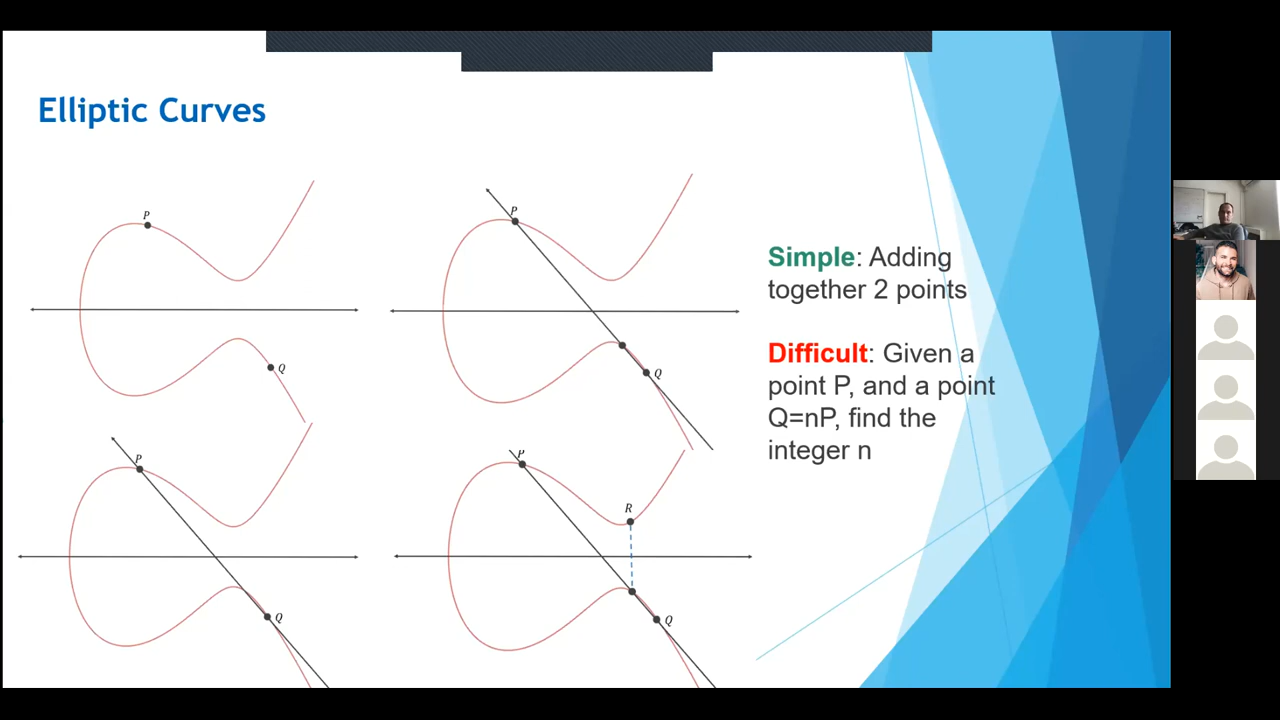 Elliptic Curves
P
Q
P
Q
Simple: Adding
together 2 points
Difficult: Given a
point P, and a point
Q=nP, find the
integer n
P
Q
P
R
Q